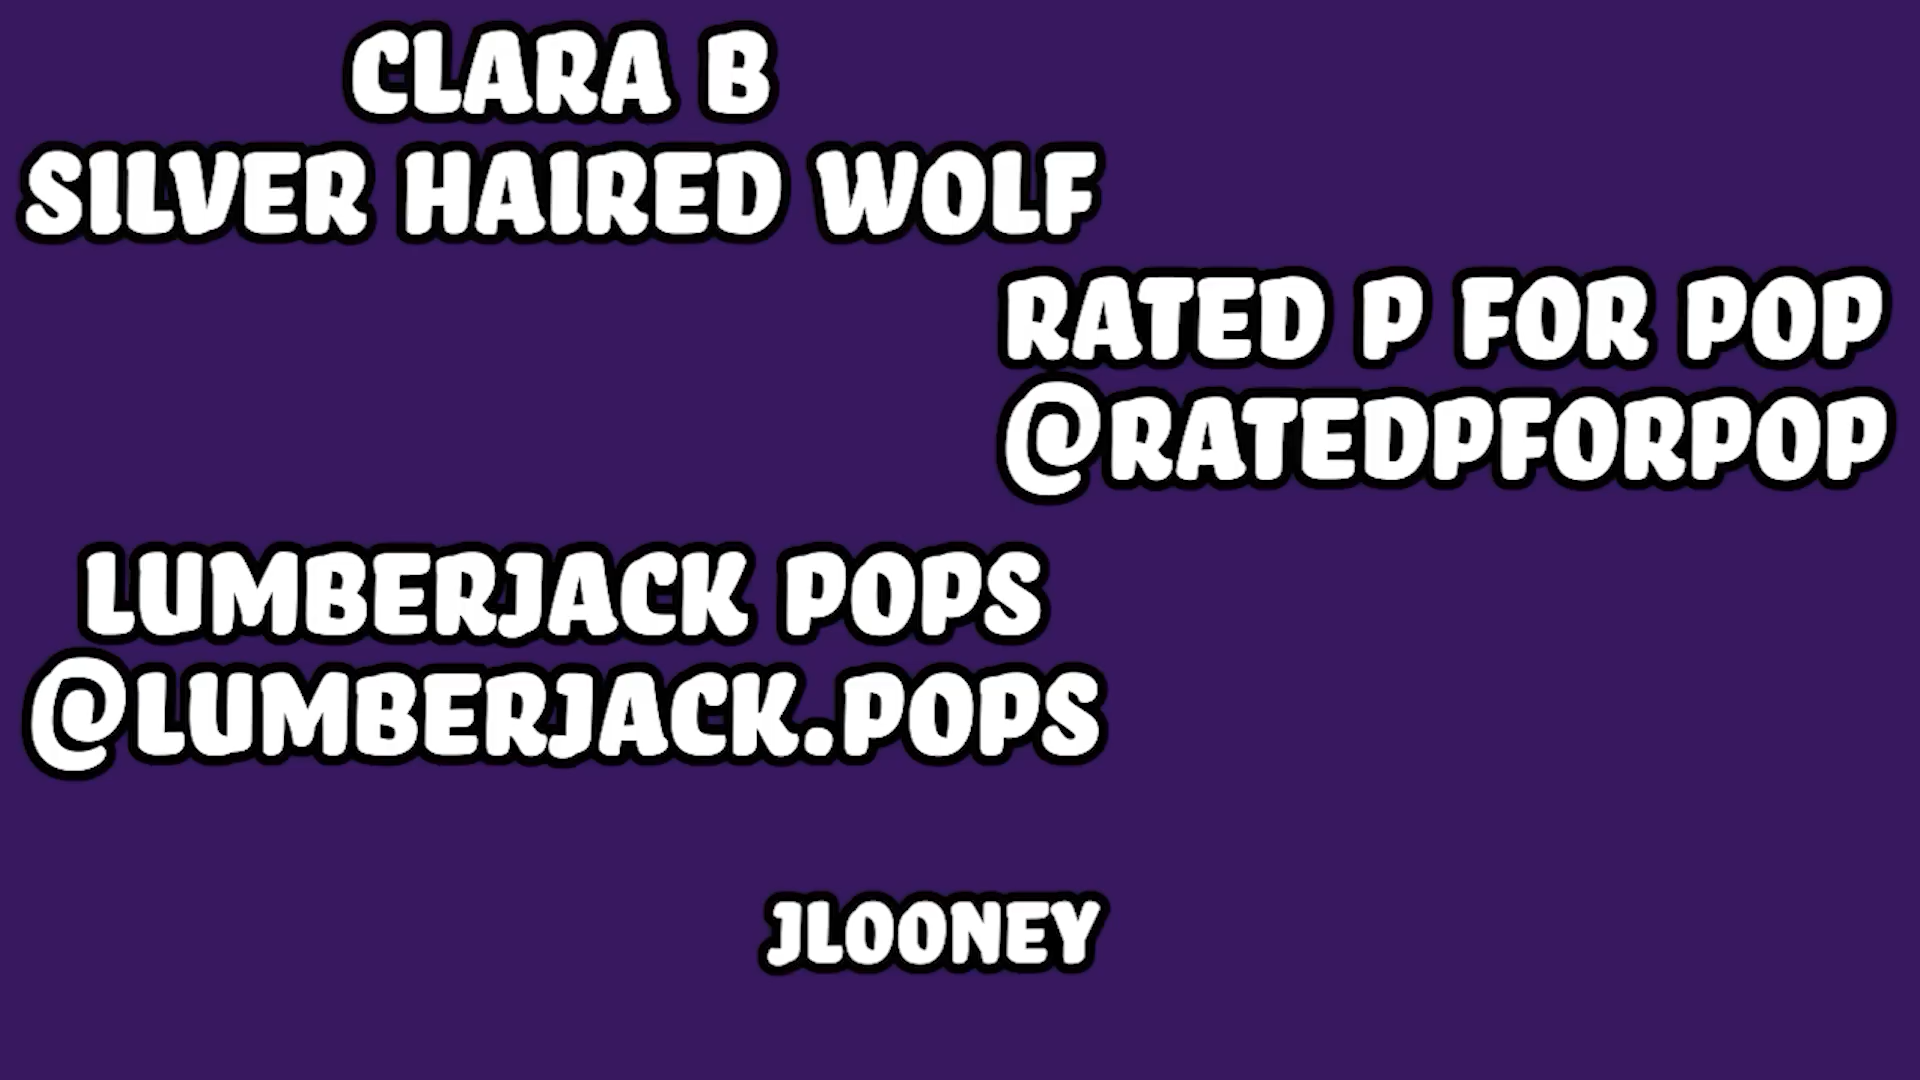 CLARA B
SILVER HAIRED WOLF
RATED P FOR POP
@RATEDPFORPOP
LUMBERJACK POPS
@LUMBERJACK.POPS
JLOONEY